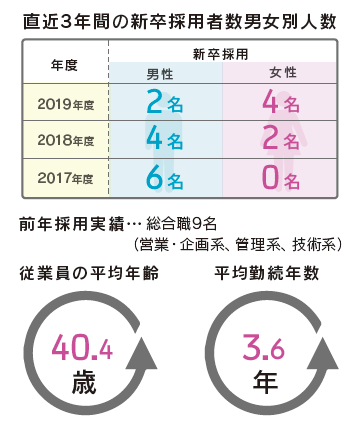 直近3年間の新卒採用者数男女別人数
年度
新卒採用
男性
女性
2019年度
2名
4名
2018年度
4名
2名
2017年度
6名
0名
前年採用実績…総合職9名
(営業・企画系、管理系、技術系)
従業員の平均年齢
平均勤続年数
40.4
歳
3.6
年